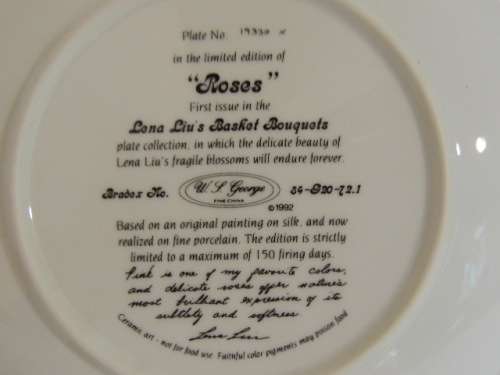 Plate No. 19330 H
in the limited edition of
"Roses"
First issue in the
Lena Liu's Basket Bouquets
plate collection, in which the delicate beauty of
Lena Liu's fragile blossoms will endure forever.
Bradex No. W. S. George 84-G20-72.1
FINE CHINA
©1992
Based on an original painting on silk, and now
realized on fine porcelain. The edition is strictly
limited to a maximum of 150 firing days.
Pink is one of my favorite colors,
and delicate roses offer nature's
most brilliant expression of its
subtlety and softness
Lena Liu
Ceramic art - not for food use. Faithful color pigments may poison food